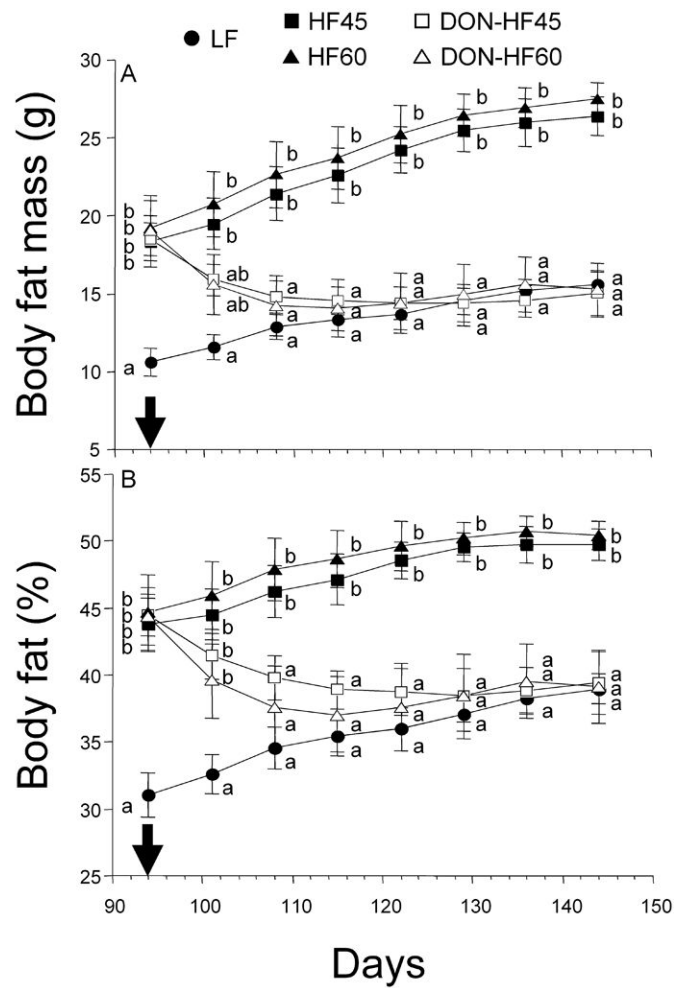 LF ■ HF45 □ DON-HF45
▲ HF60 △ DON-HF60
A
Body fat mass (g)
30
25
20
15
10
5
b b b b b b b
b b b b b b b
b
b
b
b
ab a a a a a a
ab a a a a a a
a a a a a a a
a
B
Body fat (%)
55
50
45
40
35
30
25
b b b b b b b
b b b b b b b
b
b
b
b
b a a a a a a
b a a a a a a
a a a a a a a
a
90 100 110 120 130 140 150
Days